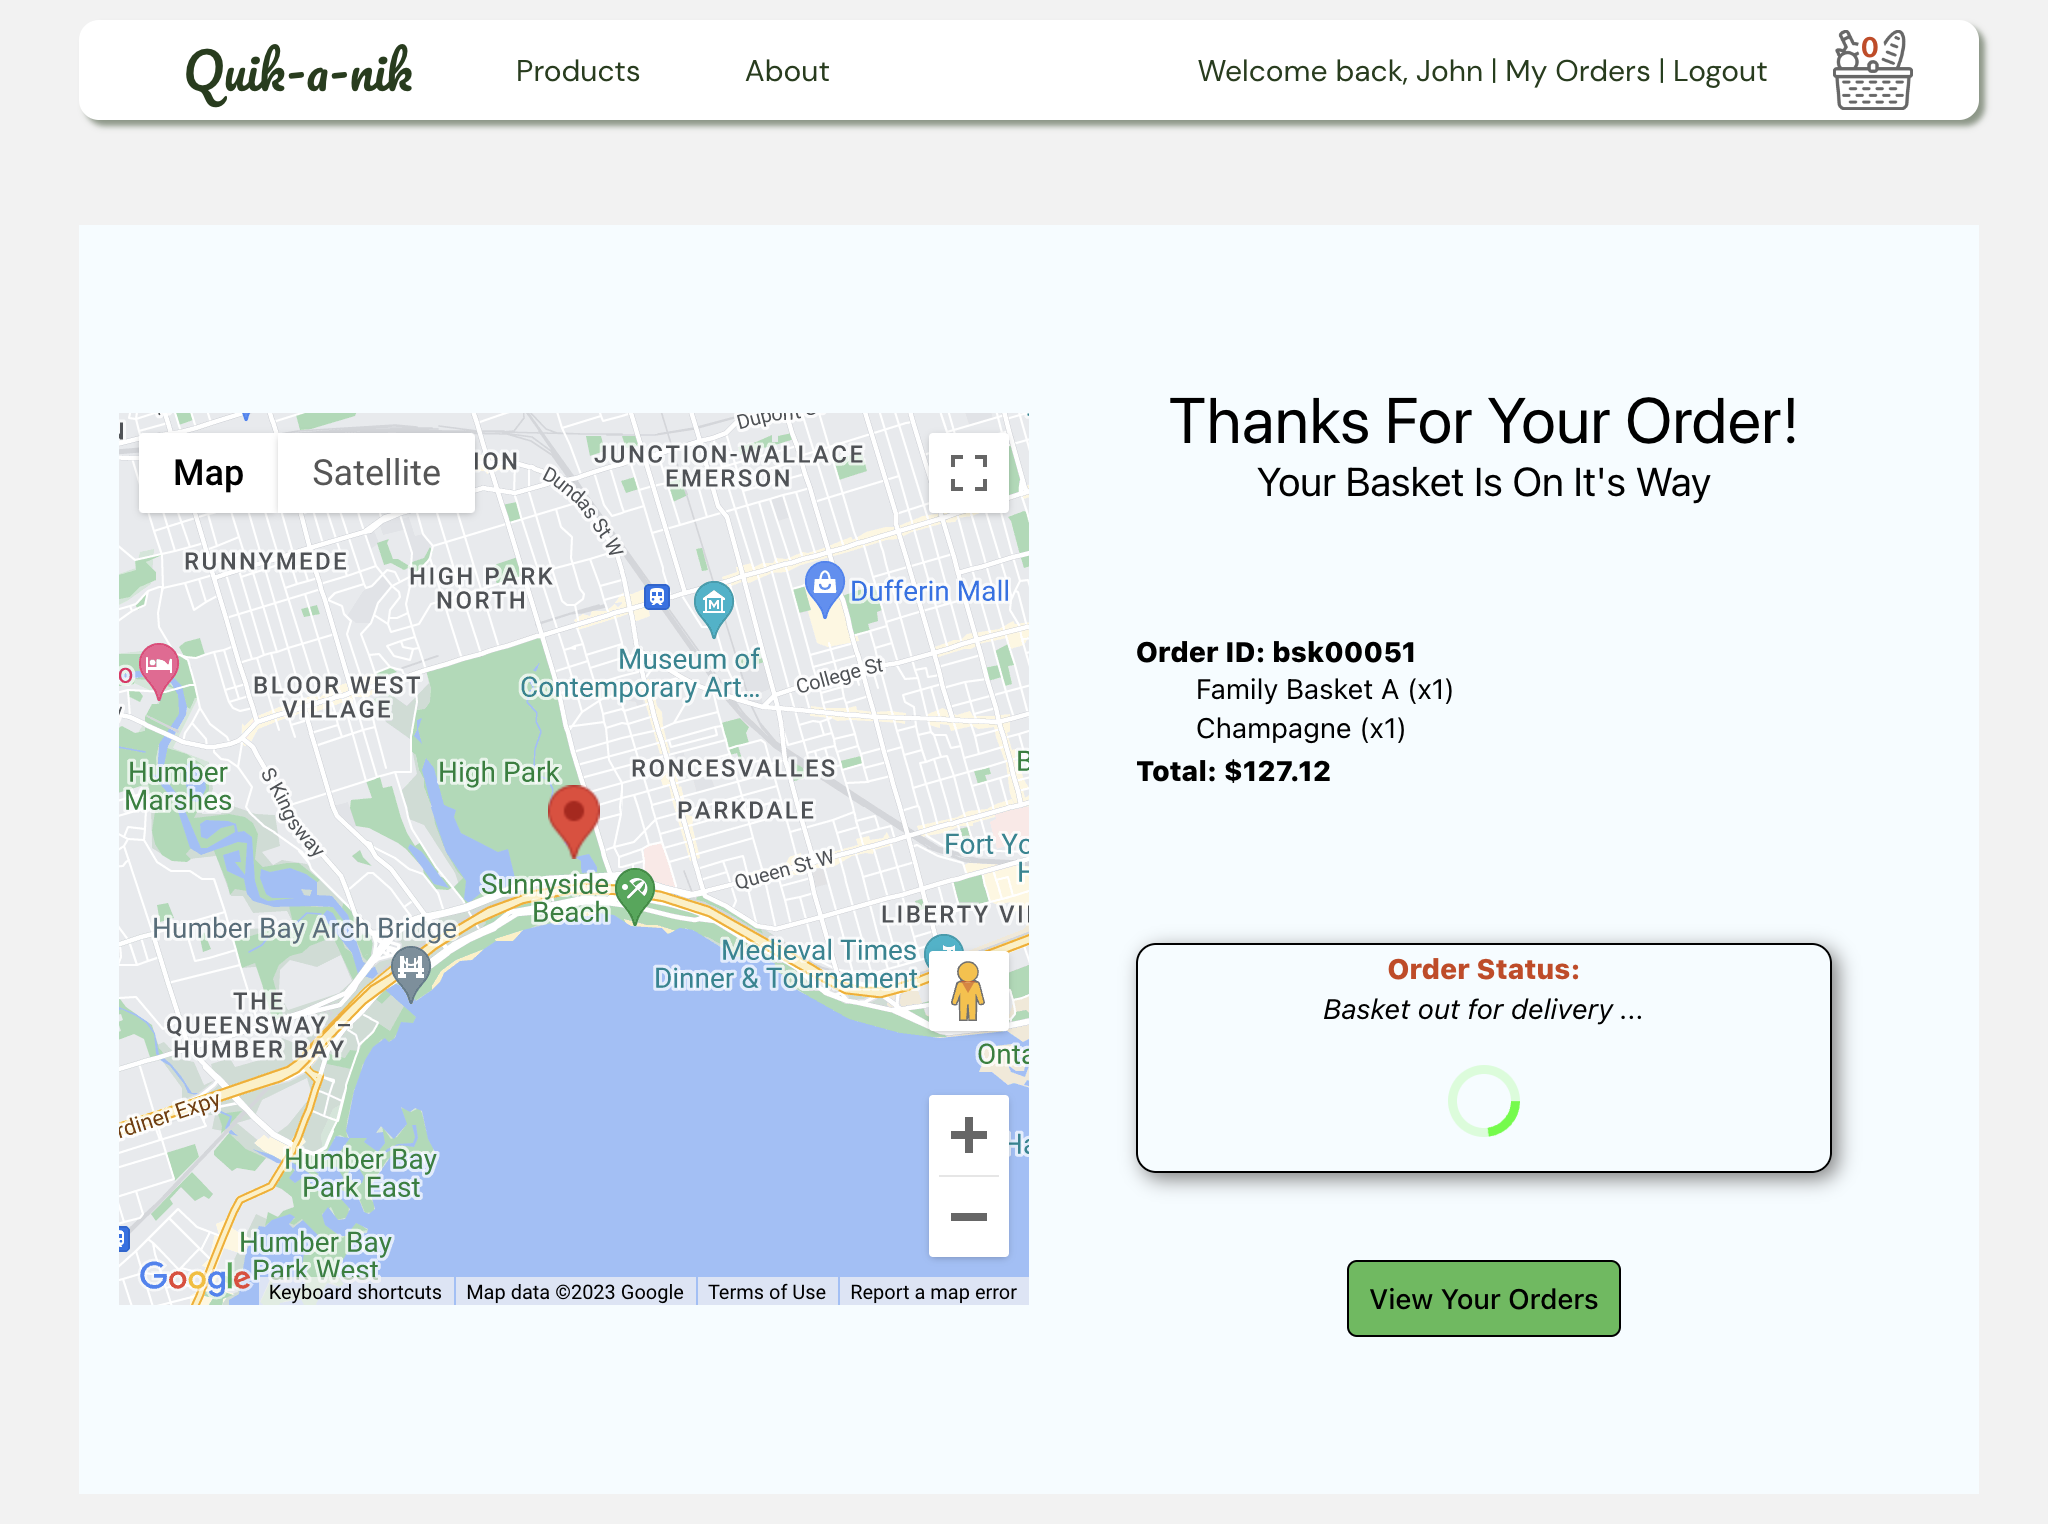 Quik-a-nik
Products
About
Welcome back, John | My Orders | Logout
0
Map
Satellite
Dupont
JUNCTION-WALLACE
EMERSON
Dundas St W
RUNNYMEDE
HIGH PARK
NORTH
Dufferin Mall
Museum of
Contemporary Art...
College St
BLOOR WEST
VILLAGE
High Park
RONCESVALLES
Humber
Marshes
S Kingsway
PARKDALE
Fort Yo
Queen St W
Sunnyside
Beach
LIBERTY
Humber Bay Arch Bridge
Medieval Times
Dinner & Tournament
THE
QUEENSWAY –
HUMBER BAY
Onta
rdiner Expy
Humber Bay
Park East
Humber Bay
Park West
Google
Keyboard shortcuts
Map data ©2023 Google
Terms of Use
Report a map error
Thanks For Your Order!
Your Basket Is On It's Way
Order ID: bsk00051
Family Basket A (x1)
Champagne (x1)
Total: $127.12
Order Status:
Basket out for delivery ...
View Your Orders